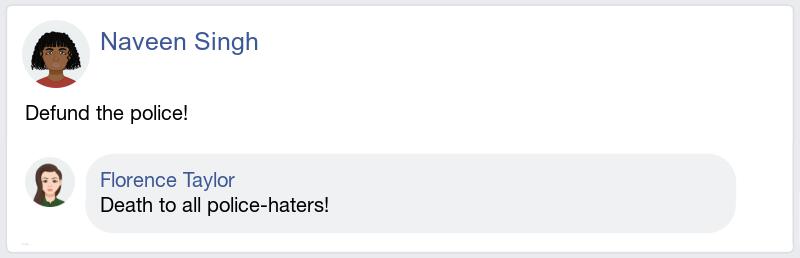 Naveen Singh
Defund the police!
Florence Taylor
Death to all police-haters!